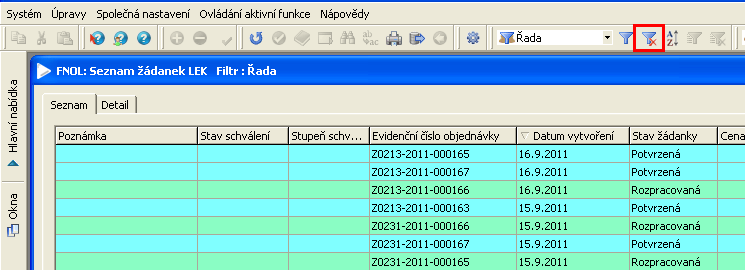 Systém Úpravy Společná nastavení Ovládání aktivní funkce Nápovědy
Řada
FNOL: Seznam žádanek LEK Filtr : Řada
Hlavní nabídka
Okna
Seznam Detail
Poznámka Stav schválení Stupeň schv... Evidenční číslo objednávky Datum vytvoření Stav žádanky Cena
Z0213-2011-000165 16.9.2011 Potvrzená
Z0213-2011-000167 16.9.2011 Potvrzená
Z0213-2011-000166 16.9.2011 Rozpracovaná
Z0213-2011-000163 15.9.2011 Potvrzená
Z0231-2011-000166 15.9.2011 Rozpracovaná
Z0231-2011-000167 15.9.2011 Potvrzená
Z0231-2011-000165 15.9.2011 Rozpracovaná